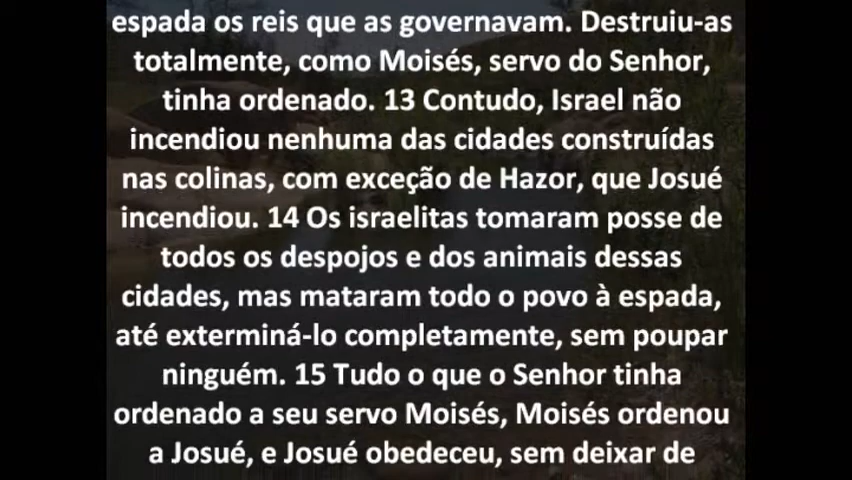 espada os reis que as governavam. Destruiu-as
totalmente, como Moisés, servo do Senhor,
tinha ordenado. 13 Contudo, Israel não
incendiou nenhuma das cidades construídas
nas colinas, com exceção de Hazor, que Josué
incendiou. 14 Os israelitas tomaram posse de
todos os despojos e dos animais dessas
cidades, mas mataram todo o povo à espada,
até exterminá-lo completamente, sem poupar
ninguém. 15 Tudo o que o Senhor tinha
ordenado a seu servo Moisés, Moisés ordenou
a Josué, e Josué obedeceu, sem deixar de